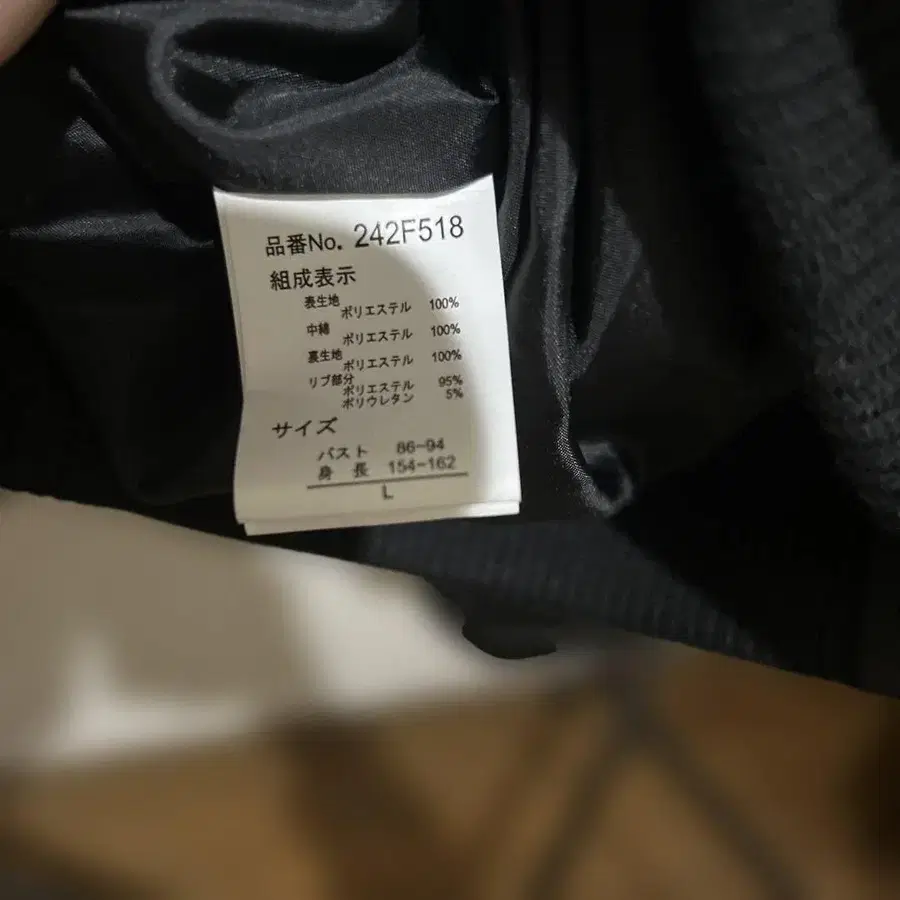 品番No. 242F518
組成表示
表生地
ポリエステル 100%
中綿
ポリエステル 100%
裏生地
ポリエステル 100%
リブ部分
ポリエステル 95%
ポリウレタン 5%
サイズ
バスト 86-94
身 長 154-162
L